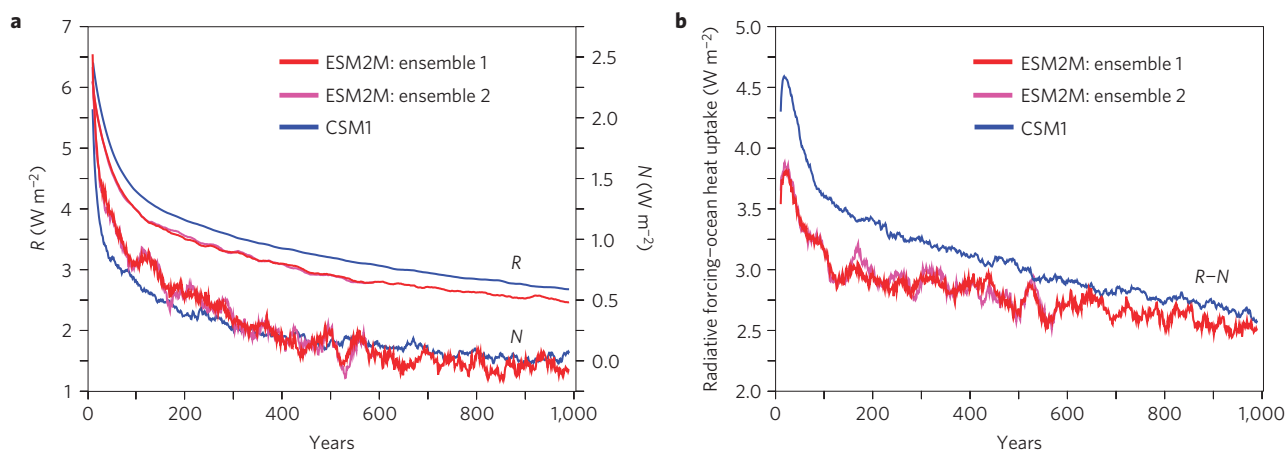 a
7
6
5
4
3
2
1
R (W m−2)
2.5
2.0
1.5
1.0
0.5
0.0
N (W m−2)
ESM2M: ensemble 1
ESM2M: ensemble 2
CSM1
R
N
0
200
400
600
800
1,000
Years
b
5.0
4.5
4.0
3.5
3.0
2.5
2.0
Radiative forcing–ocean heat uptake (W m−2)
ESM2M: ensemble 1
ESM2M: ensemble 2
CSM1
R–N
0
200
400
600
800
1,000
Years